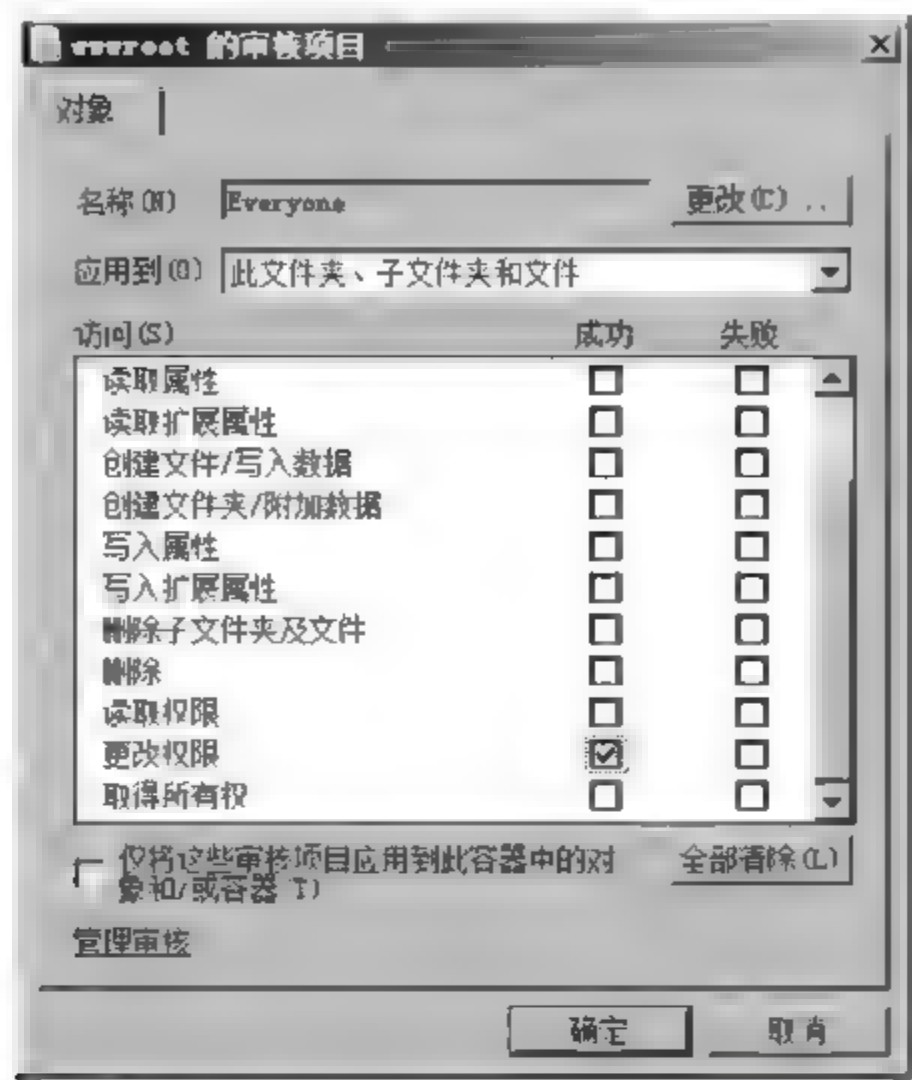 wwwroot 的审核项目
对象
名称(N) Everyone 更改(C)..
应用到(O) 此文件夹、子文件夹和文件
访问(S) 成功 失败
读取属性
读取扩展属性
创建文件/写入数据
创建文件夹/附加数据
写入属性
写入扩展属性
删除子文件夹及文件
删除
读取权限
更改权限
取得所有权
仅将这些审核项目应用到此容器中的对
象和/或容器 T) 全部清除(L)
管理审核
确定 取消